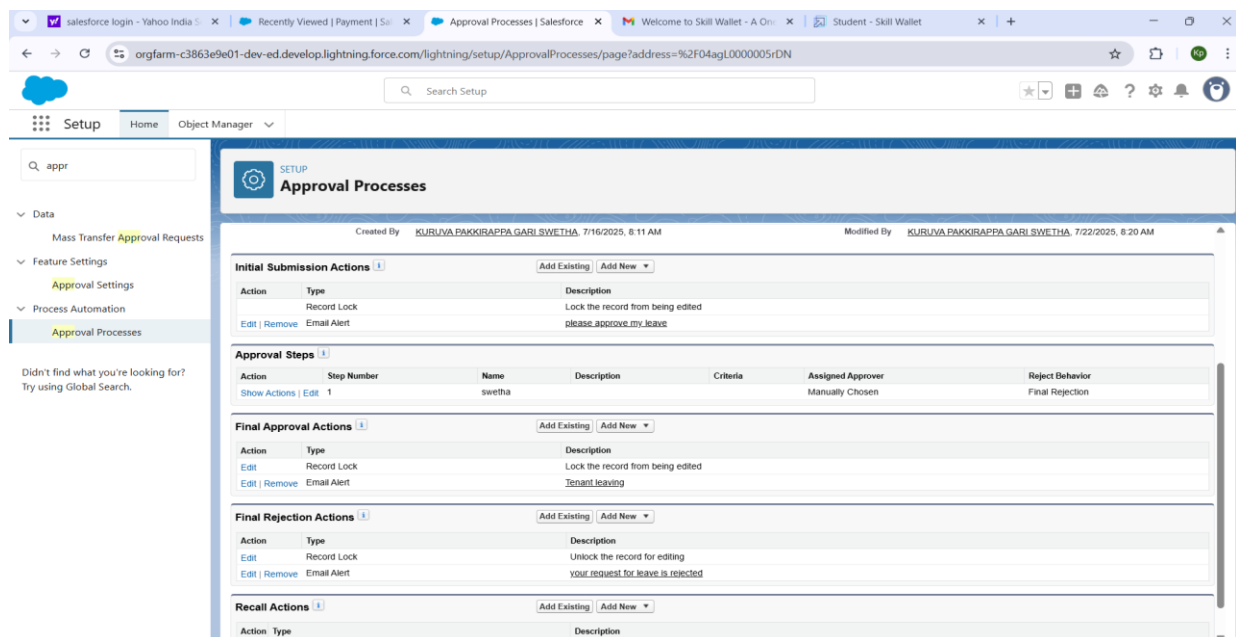 salesforce login - Yahoo India S
Recently Viewed | Payment | Sal
Approval Processes | Salesforce
Welcome to Skill Wallet - A One
Student - Skill Wallet
orgfarm-c3863e9e01-dev-ed.develop.lightning.force.com/lightning/setup/ApprovalProcesses/page?address=%2F04agL0000005rDN
Kp
Search Setup
Setup Home Object Manager
appr
SETUP
Approval Processes
Data
Mass Transfer Approval Requests
Feature Settings
Approval Settings
Process Automation
Approval Processes
Didn't find what you're looking for?
Try using Global Search.
Created By KURUVA PAKKIRAPPA GARI SWETHA, 7/16/2025, 8:11 AM Modified By KURUVA PAKKIRAPPA GARI SWETHA, 7/22/2025, 8:20 AM
Initial Submission Actions i Add Existing Add New
Action Type Description
Record Lock Lock the record from being edited
Edit | Remove Email Alert please approve my leave
Approval Steps i
Action Step Number Name Description Criteria Assigned Approver Reject Behavior
Show Actions | Edit 1 swetha Manually Chosen Final Rejection
Final Approval Actions i Add Existing Add New
Action Type Description
Edit Record Lock Lock the record from being edited
Edit | Remove Email Alert Tenant leaving
Final Rejection Actions i Add Existing Add New
Action Type Description
Edit Record Lock Unlock the record for editing
Edit | Remove Email Alert your request for leave is rejected
Recall Actions i Add Existing Add New
Action Type Description